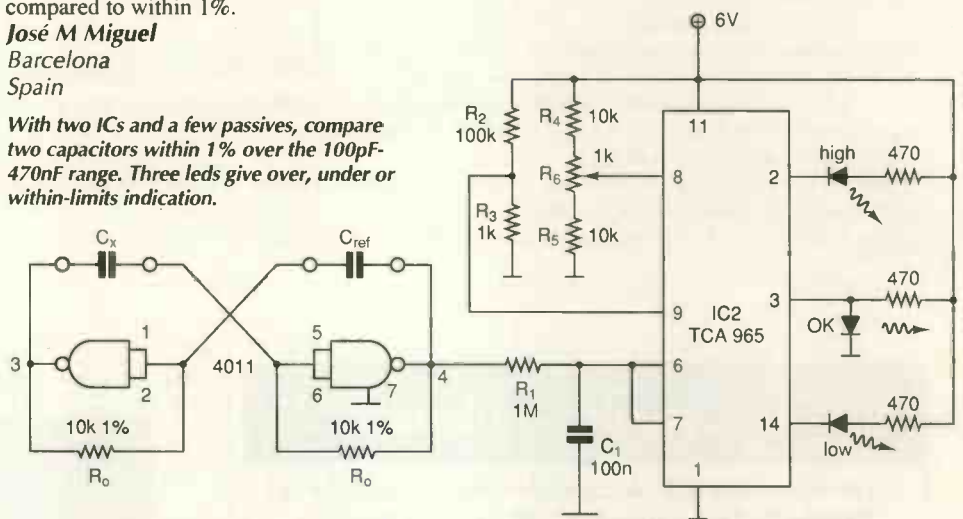 compared to within 1%.
José M Miguel
Barcelona
Spain
With two ICs and a few passives, compare
two capacitors within 1% over the 100pF-
470nF range. Three leds give over, under or
within-limits indication.
6V
R2
100k
R4
10k
11
high
470
1k
R6
8
2
R3
1k
R5
10k
Cx
Cref
470
3
9
IC2
TCA 965
OK
1
5
3
2
4011
6
7
4
R1
1M
6
7
10k 1%
Ro
10k 1%
Ro
C1
100n
470
14
low
1